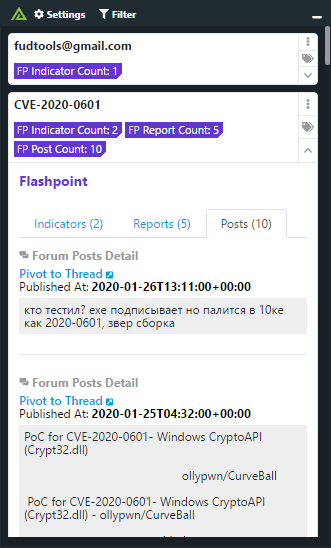 Settings Filter
fudtools@gmail.com
FP Indicator Count: 1
CVE-2020-0601
FP Indicator Count: 2 FP Report Count: 5
FP Post Count: 10
Flashpoint
Indicators (2) Reports (5) Posts (10)
Forum Posts Detail
Pivot to Thread
Published At: 2020-01-26T13:11:00+00:00
кто тестил? exe подписывает но палится в 10ке
как 2020-0601, звер сборка
Forum Posts Detail
Pivot to Thread
Published At: 2020-01-25T04:32:00+00:00
PoC for CVE-2020-0601- Windows CryptoAPI
(Crypt32.dll)
ollypwn/CurveBall
PoC for CVE-2020-0601- Windows CryptoAPI
(Crypt32.dll) - ollypwn/CurveBall